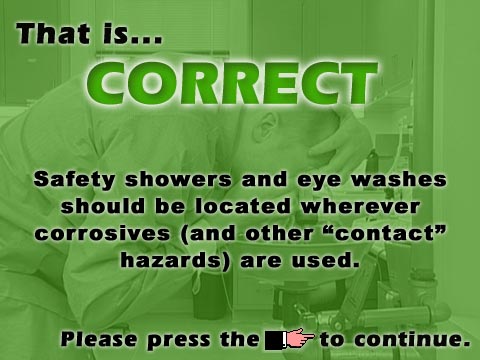 That is...
CORRECT
Safety showers and eye washes
should be located wherever
corrosives (and other “contact”
hazards) are used.
Please press the to continue.